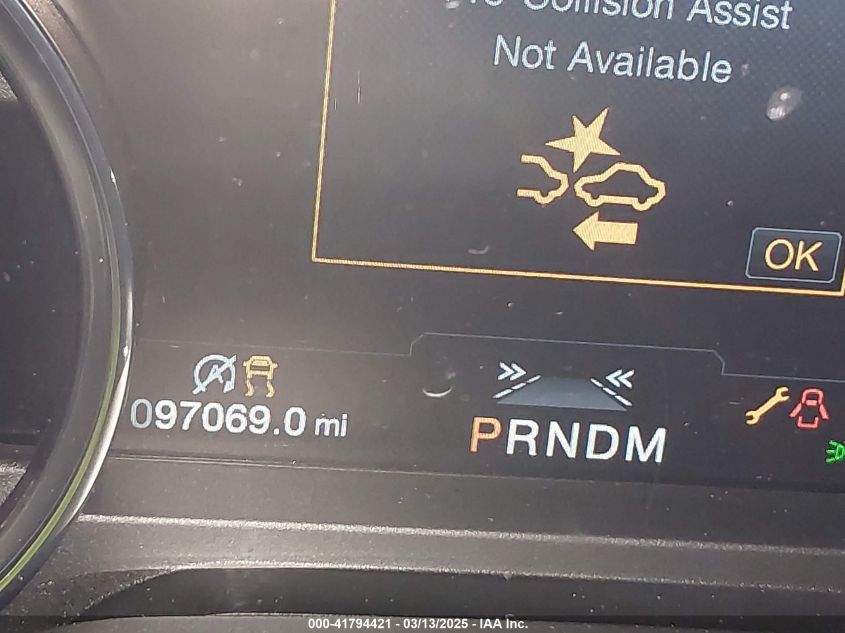 Collision Assist
Not Available
OK
097069.0 mi
PRNDM
000-41794421 - 03/13/2025 - IAA Inc.